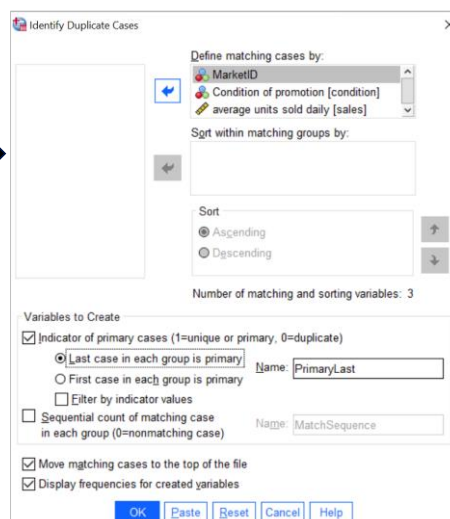 Identify Duplicate Cases
Define matching cases by:
MarketID
Condition of promotion [condition]
average units sold daily [sales]
Sort within matching groups by:
Sort
Ascending
Descending
Number of matching and sorting variables: 3
Variables to Create
Indicator of primary cases (1=unique or primary, 0=duplicate)
Last case in each group is primary
First case in each group is primary
Name: PrimaryLast
Filter by indicator values
Sequential count of matching case
in each group (0=nonmatching case)
Name: MatchSequence
Move matching cases to the top of the file
Display frequencies for created variables
OK Paste Reset Cancel Help